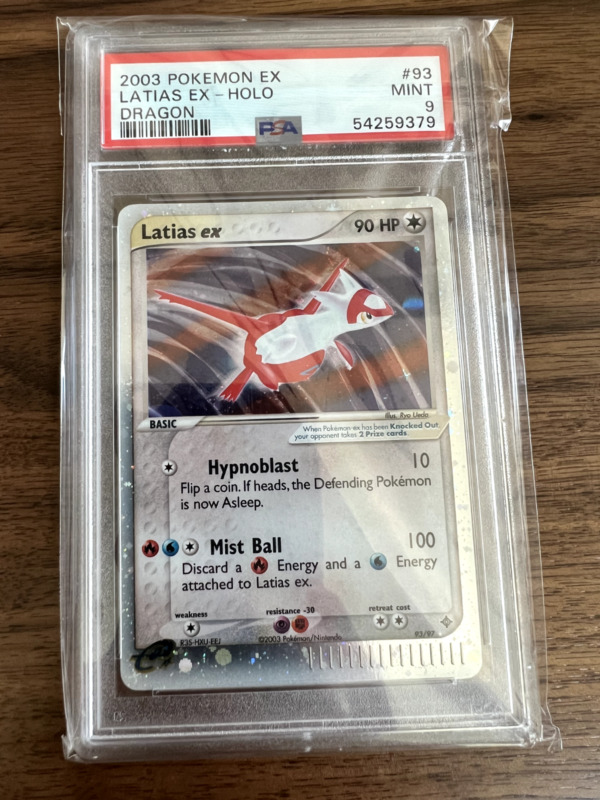 2003 POKEMON EX #93
LATIAS EX - HOLO MINT
DRAGON 9
PSA 54259379
Latias ex 90 HP
Illus. Ryo Ueda
BASIC
When Pokémon-ex has been Knocked Out,
your opponent takes 2 Prize cards.
Hypnoblast 10
Flip a coin. If heads, the Defending Pokémon
is now Asleep.
Mist Ball 100
Discard a Energy and a Energy
attached to Latias ex.
weakness resistance -30 retreat cost
R35-HXU-EEJ ©2003 Pokémon/Nintendo 93/97